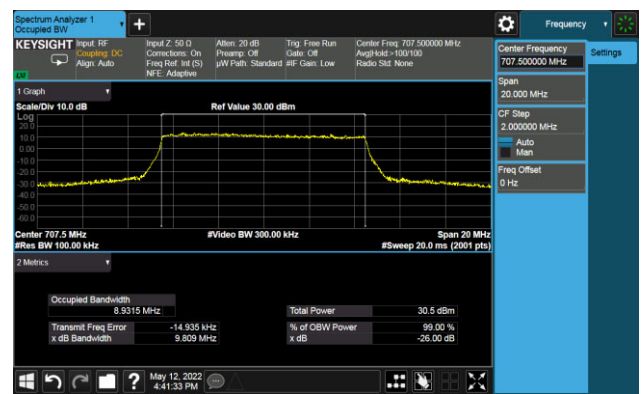 Spectrum Analyzer 1
Occupied BW
Frequency
KEYSIGHT
Input: RF
Coupling: DC
Align: Auto
Input Z: 50 Ω
Corrections: On
Freq Ref: Int (S)
NFE: Adaptive
Atten: 20 dB
Preamp: Off
µW Path: Standard
Trig: Free Run
Gate: Off
#IF Gain: Low
Center Freq: 707.500000 MHz
Avg|Hold:>100/100
Radio Std: None
Center Frequency
707.500000 MHz
Settings
Span
20.000 MHz
CF Step
2.000000 MHz
Auto
Man
Freq Offset
0 Hz
1 Graph
Scale/Div 10.0 dB
Ref Value 30.00 dBm
Log
20.0
10.0
0.00
-10.0
-20.0
-30.0
-40.0
-50.0
-60.0
Center 707.5 MHz
#Video BW 300.00 kHz
Span 20 MHz
#Res BW 100.00 kHz
#Sweep 20.0 ms (2001 pts)
2 Metrics
Occupied Bandwidth
8.9315 MHz
Total Power 30.5 dBm
Transmit Freq Error -14.935 kHz
% of OBW Power 99.00 %
x dB Bandwidth 9.809 MHz
x dB -26.00 dB
May 12, 2022
4:41:33 PM